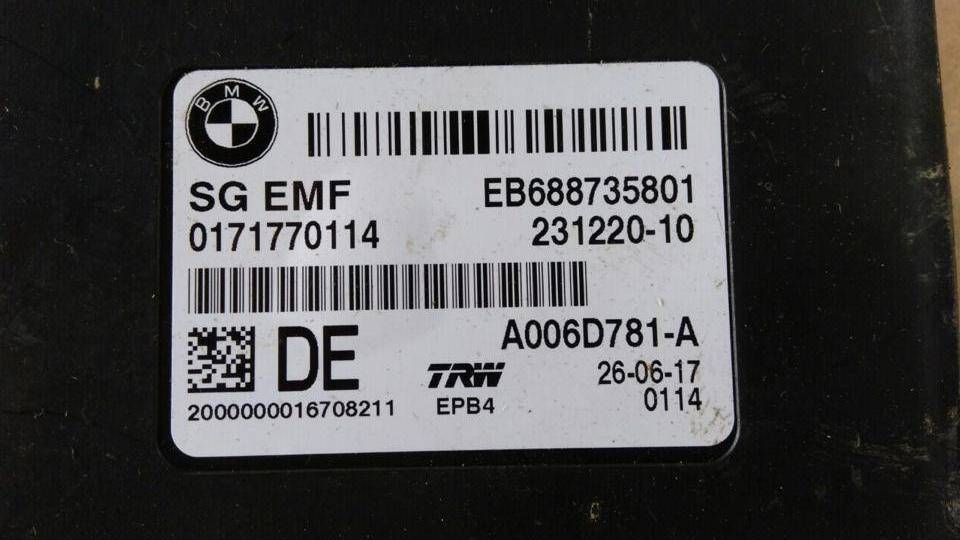 BMW
SG EMF
EB688735801
0171770114
231220-10
DE
A006D781-A
TRW
26-06-17
2000000016708211
EPB4
0114